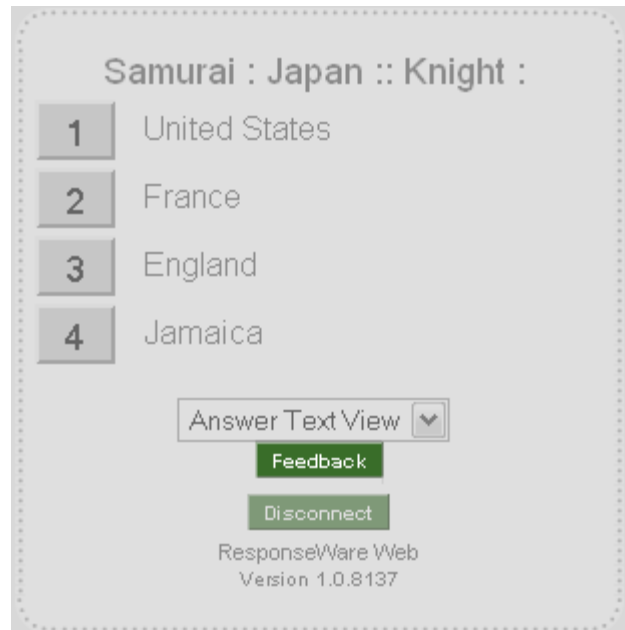 Samurai : Japan :: Knight :
1 United States
2 France
3 England
4 Jamaica
Answer Text View
Feedback
Disconnect
ResponseWare Web
Version 1.0.8137